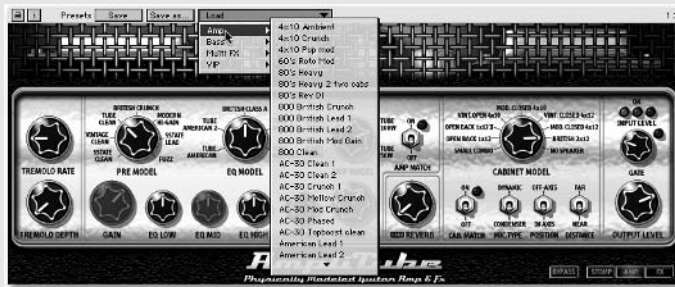 Presets Save Save as... Load
Amp
Bass
Multi FX
VIP
4x10 Ambient
4x10 Crunch
4x10 Pop mod
60's Roto Mod
80's Heavy
80's Heavy 2 two cabs
80's Rev DI
800 British Crunch
800 British Lead 1
800 British Lead 2
800 British Mod Gain
800 Clean
AC-30 Clean 1
AC-30 Clean 2
AC-30 Crunch 1
AC-30 Mellow Crunch
AC-30 Mod Crunch
AC-30 Phased
AC-30 Topboost clean
American Lead 1
American Lead 2
BRITISH CRUNCH
TUBE CLEAN
MODERN HI-GAIN
VINTAGE CLEAN
SSTATE LEAD
SSTATE CLEAN
FUZZ
TREMOLO RATE
PRE MODEL
BRITISH CLASS A
TUBE AMERICAN 2
TUBE AMERICAN
EQ MODEL
TREMOLO DEPTH
GAIN
EQ LOW
EQ MID
EQ HIGH
TUBE
ON
TUBE
OFF
AMP MATCH
REVERB
MOD. CLOSED 4x10
VINT. OPEN 4x10
VINT. CLOSED 4x12
OPEN BACK 1x12
MOD. CLOSED 4x12
OPEN BACK 1x12
BRITISH 2x12
SMALL COMBO
NO SPEAKER
CABINET MODEL
ON
OFF
CAB. MATCH
DYNAMIC
CONDENSER
MIC TYPE
OFF-AXIS
IN-AXIS
POSITION
FAR
NEAR
DISTANCE
ON
INPUT LEVEL
GATE
OUTPUT LEVEL
AmpliTube
Physically Modeled Guitar Amp & Fx
BYPASS STOMP AMP FX